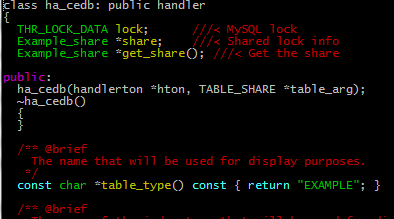 class ha_cedb: public handler
{
  THR_LOCK_DATA lock;      ///< MySQL lock
  Example_share *share;    ///< Shared lock info
  Example_share *get_share(); ///< Get the share

public:
  ha_cedb(handlerton *hton, TABLE_SHARE *table_arg);
  ~ha_cedb()
  {
  }

  /** @brief
    The name that will be used for display purposes.
   */
  const char *table_type() const { return "EXAMPLE"; }

  /** @brief